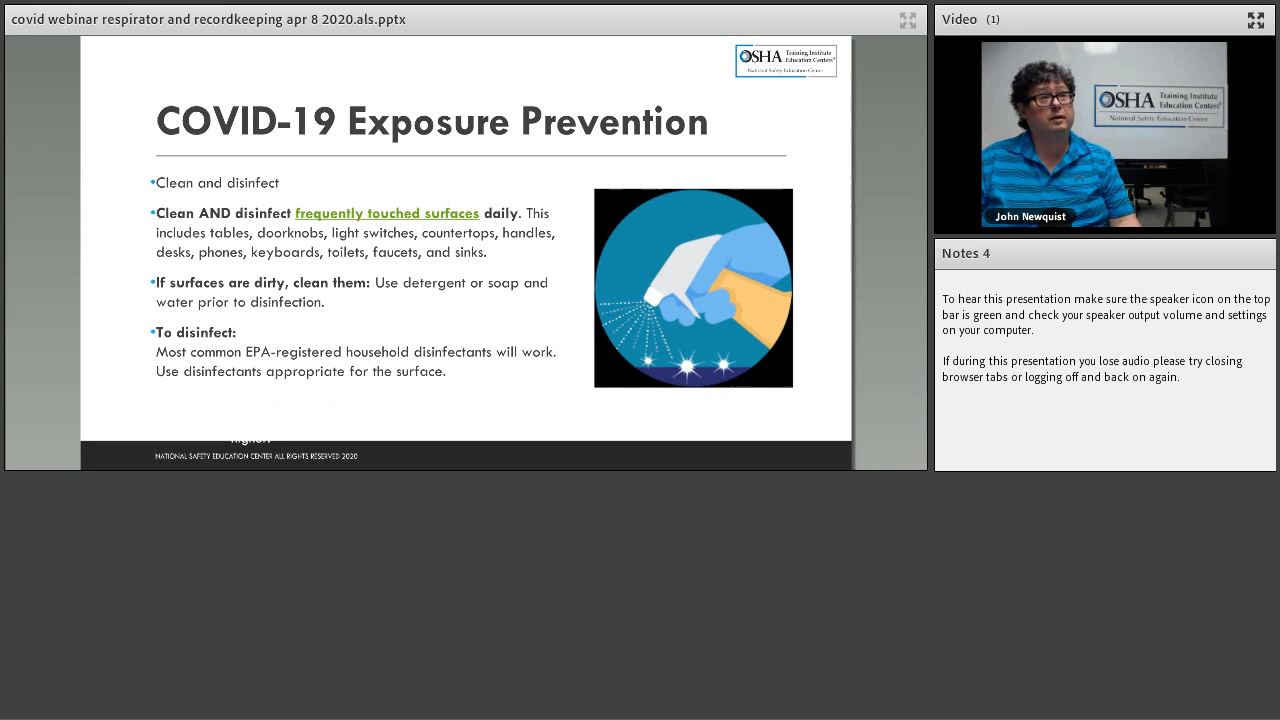 covid webinar respirator and recordkeeping apr 8 2020.als.pptx
OSHA
Training Institute
Education Centers®
National Safety Education Center
COVID-19 Exposure Prevention
•Clean and disinfect
•Clean AND disinfect frequently touched surfaces daily. This
includes tables, doorknobs, light switches, countertops, handles,
desks, phones, keyboards, toilets, faucets, and sinks.
•If surfaces are dirty, clean them: Use detergent or soap and
water prior to disinfection.
•To disinfect:
Most common EPA-registered household disinfectants will work.
Use disinfectants appropriate for the surface.
NATIONAL SAFETY EDUCATION CENTER ALL RIGHTS RESERVED 2020
Video (1)
OSHA
Training Institute
Education Centers®
National Safety Education Center
John Newquist
Notes 4
To hear this presentation make sure the speaker icon on the top
bar is green and check your speaker output volume and settings
on your computer.
If during this presentation you lose audio please try closing
browser tabs or logging off and back on again.